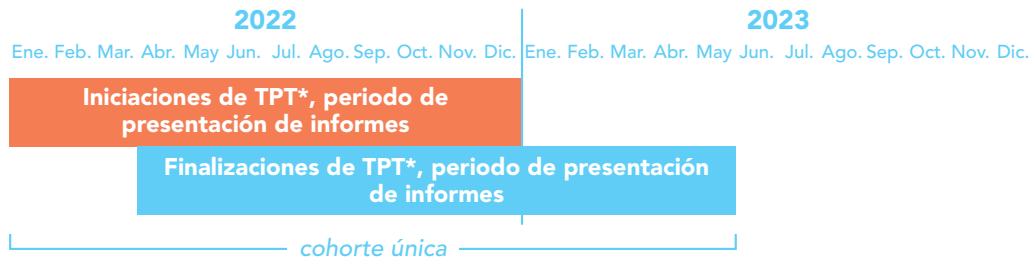 2022 2023
Ene. Feb. Mar. Abr. May Jun. Jul. Ago. Sep. Oct. Nov. Dic. Ene. Feb. Mar. Abr. May Jun. Jul. Ago. Sep. Oct. Nov. Dic.
Iniciaciones de TPT*, periodo de
presentación de informes
Finalizaciones de TPT*, periodo de presentación
de informes
cohorte única